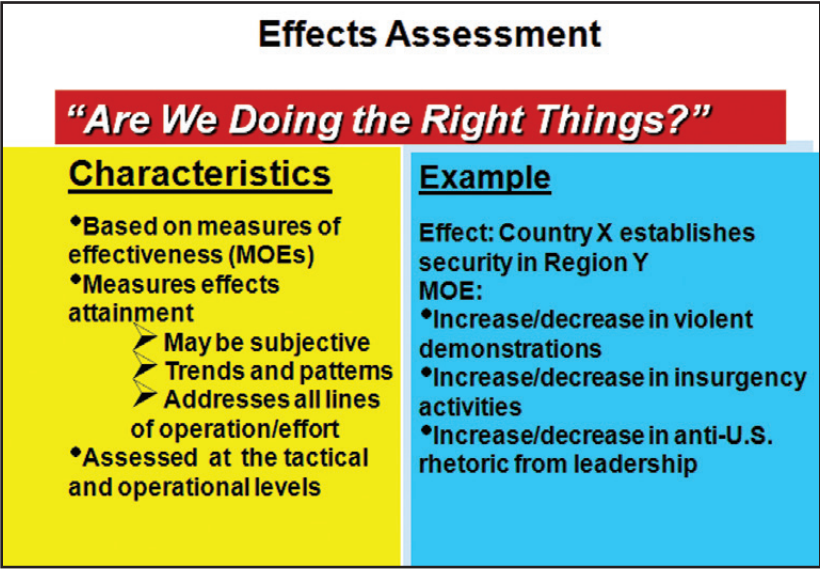 Effects Assessment
“Are We Doing the Right Things?”
Characteristics
•Based on measures of
effectiveness (MOEs)
•Measures effects
attainment
➢ May be subjective
➢ Trends and patterns
➢ Addresses all lines
of operation/effort
•Assessed at the tactical
and operational levels
Example
Effect: Country X establishes
security in Region Y
MOE:
•Increase/decrease in violent
demonstrations
•Increase/decrease in insurgency
activities
•Increase/decrease in anti-U.S.
rhetoric from leadership